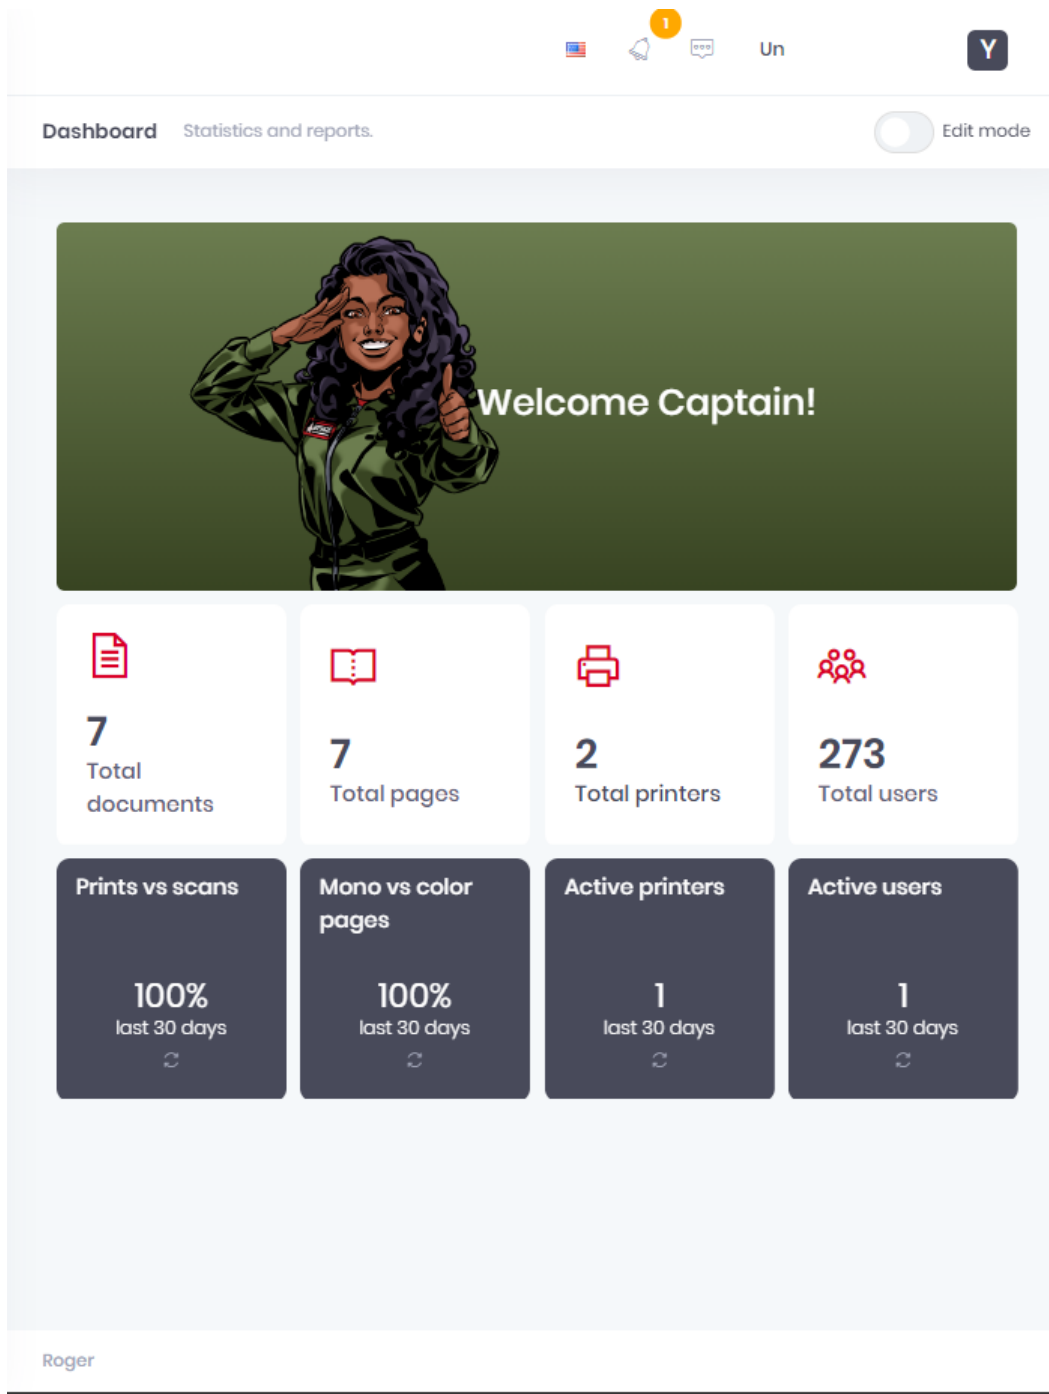 1
Un
Y
Dashboard Statistics and reports.
Edit mode
Welcome Captain!
7
Total
documents
7
Total pages
2
Total printers
273
Total users
Prints vs scans
100%
last 30 days
Mono vs color
pages
100%
last 30 days
Active printers
1
last 30 days
Active users
1
last 30 days
Roger